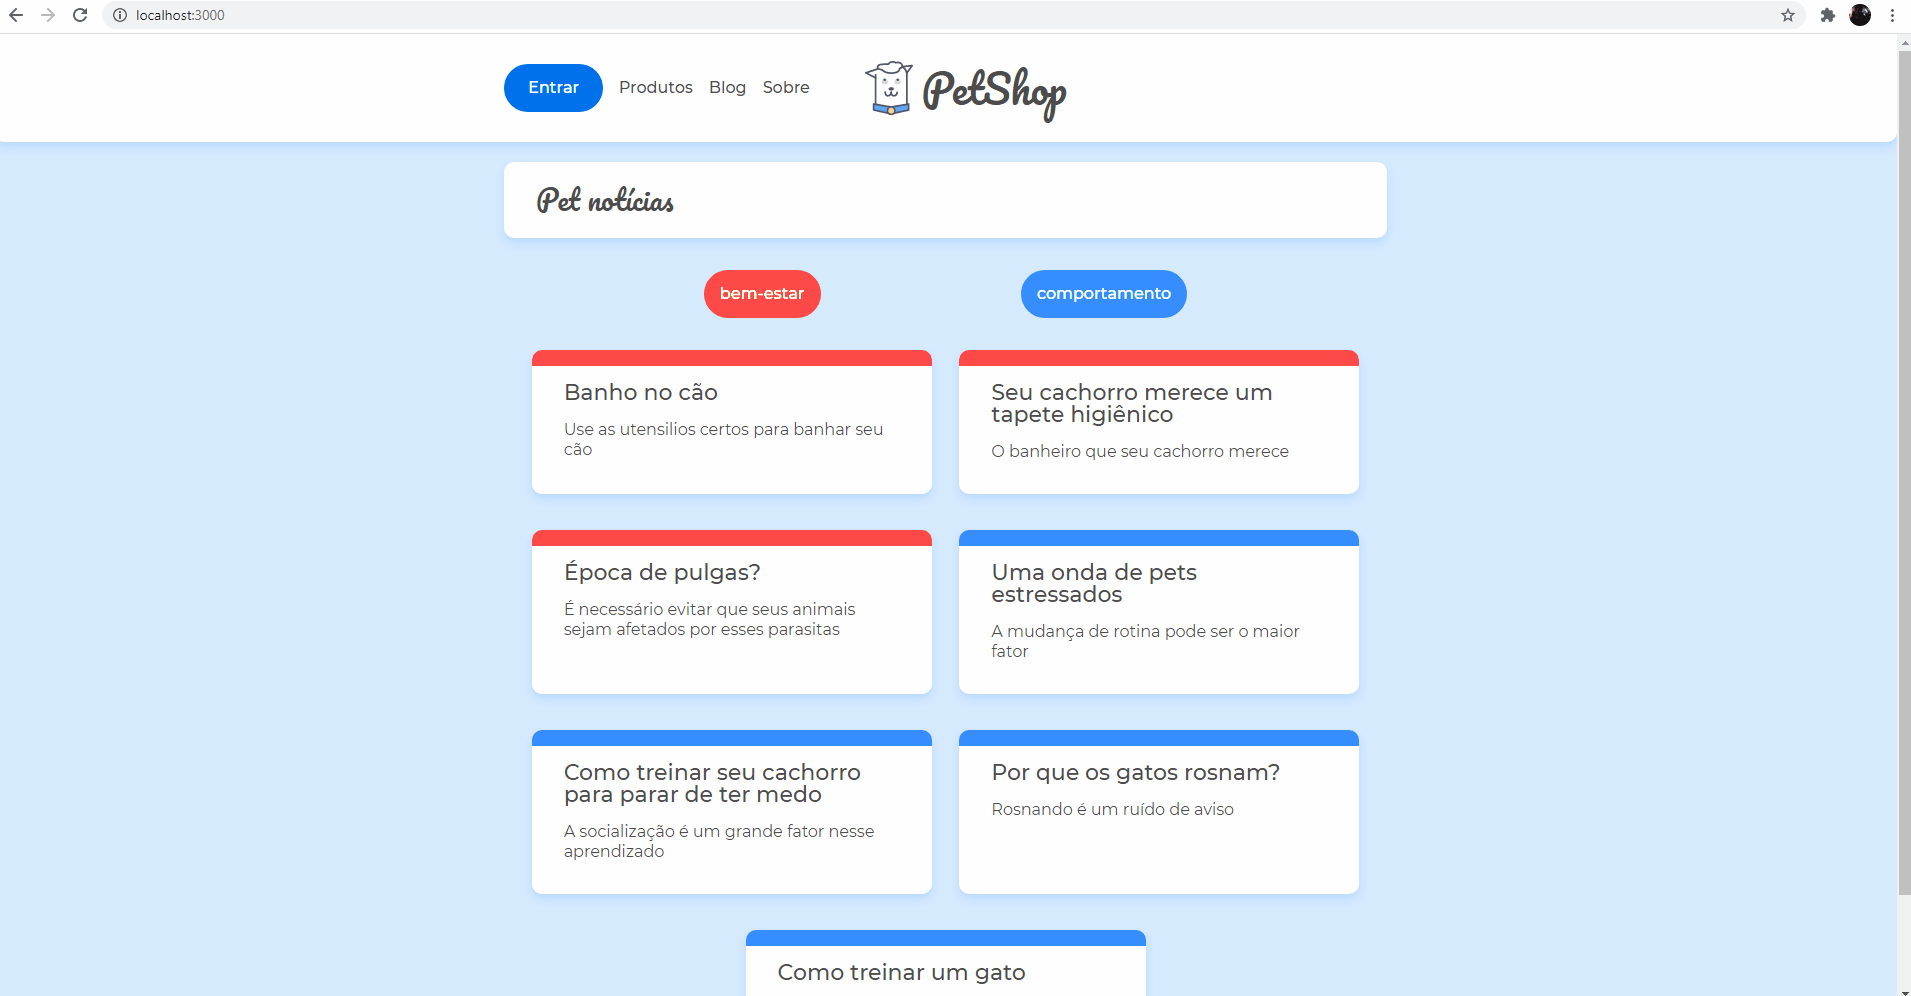 localhost:3000
Entrar Produtos Blog Sobre PetShop
Pet notícias
bem-estar comportamento
Banho no cão
Use as utensilios certos para banhar seu
cão
Seu cachorro merece um
tapete higiênico
O banheiro que seu cachorro merece
Época de pulgas?
É necessário evitar que seus animais
sejam afetados por esses parasitas
Uma onda de pets
estressados
A mudança de rotina pode ser o maior
fator
Como treinar seu cachorro
para parar de ter medo
A socialização é um grande fator nesse
aprendizado
Por que os gatos rosnam?
Rosnando é um ruído de aviso
Como treinar um gato